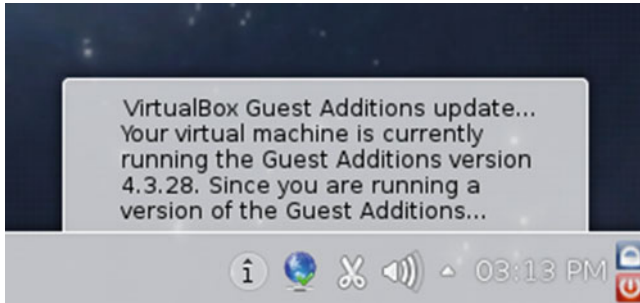 VirtualBox Guest Additions update...
Your virtual machine is currently
running the Guest Additions version
4.3.28. Since you are running a
version of the Guest Additions...
03:13 PM